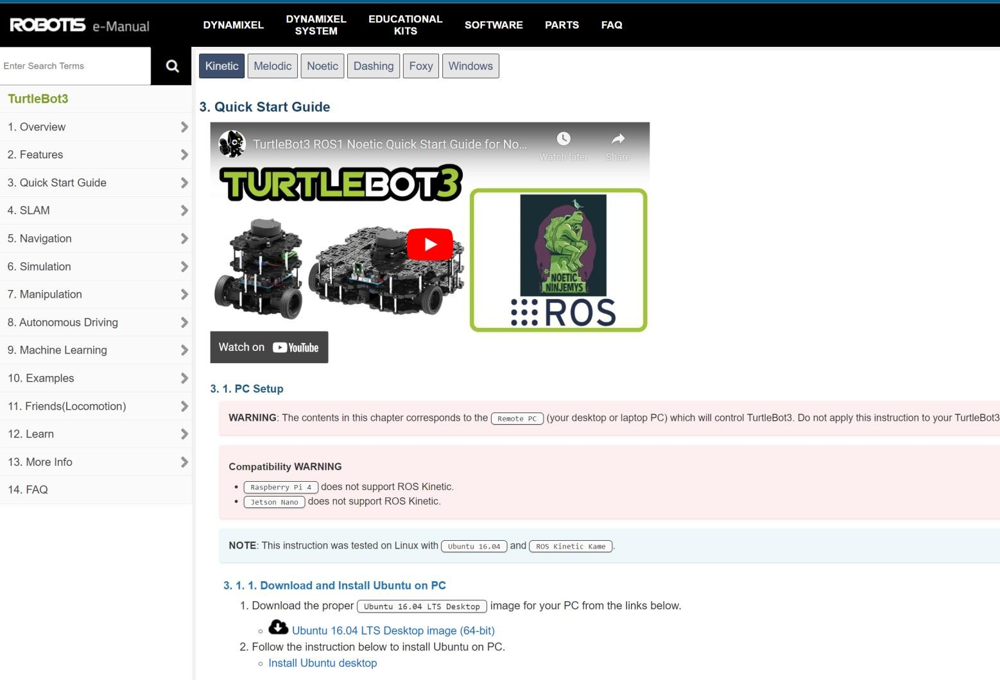 ROBOTIS e-Manual
DYNAMIXEL
DYNAMIXEL
SYSTEM
EDUCATIONAL
KITS
SOFTWARE
PARTS
FAQ
Enter Search Terms
TurtleBot3
1. Overview
2. Features
3. Quick Start Guide
4. SLAM
5. Navigation
6. Simulation
7. Manipulation
8. Autonomous Driving
9. Machine Learning
10. Examples
11. Friends(Locomotion)
12. Learn
13. More Info
14. FAQ
Kinetic Melodic Noetic Dashing Foxy Windows
3. Quick Start Guide
TurtleBot3 ROS1 Noetic Quick Start Guide for No...
Watch later
Share
TURTLEBOT3
NOETIC
NINJEMYS
ROS
Watch on YouTube
3. 1. PC Setup
WARNING: The contents in this chapter corresponds to the Remote PC (your desktop or laptop PC) which will control TurtleBot3. Do not apply this instruction to your TurtleBot3
Compatibility WARNING
• Raspberry Pi 4 does not support ROS Kinetic.
• Jetson Nano does not support ROS Kinetic.
NOTE: This instruction was tested on Linux with Ubuntu 16.04 and ROS Kinetic Kame.
3. 1. 1. Download and Install Ubuntu on PC
1. Download the proper Ubuntu 16.04 LTS Desktop image for your PC from the links below.
Ubuntu 16.04 LTS Desktop image (64-bit)
2. Follow the instruction below to install Ubuntu on PC.
Install Ubuntu desktop